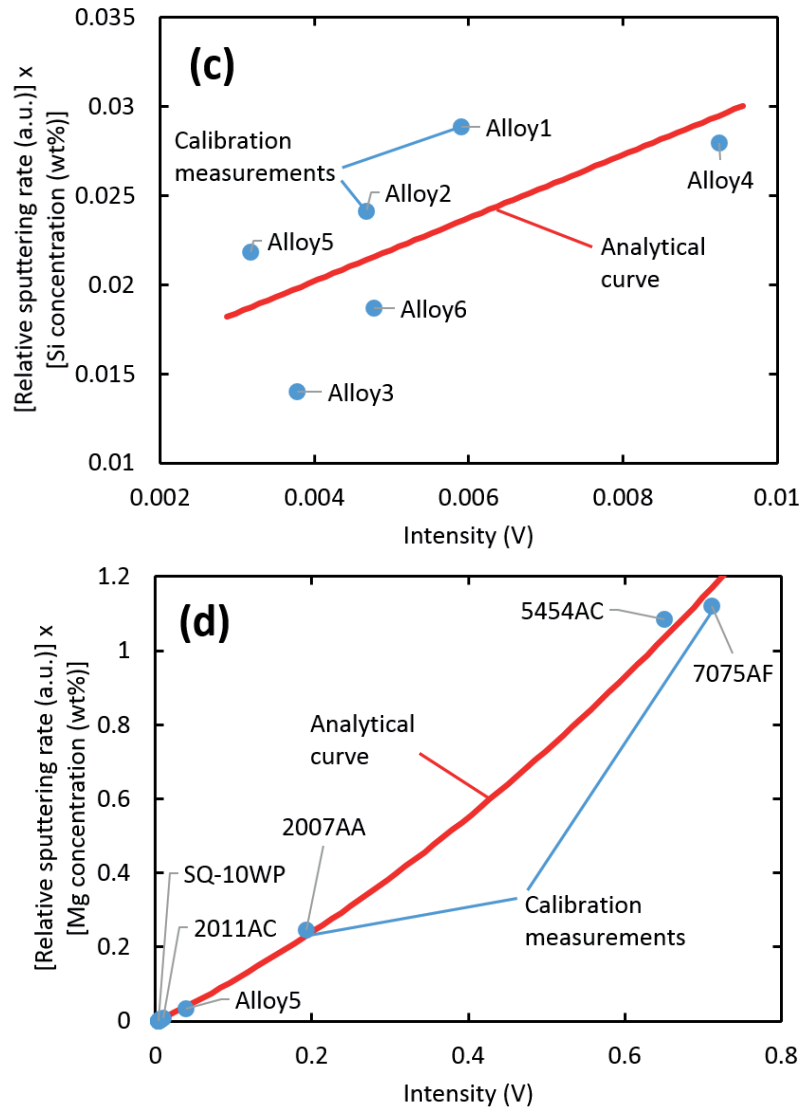 [Relative sputtering rate (a.u.)] x
[Si concentration (wt%)]
0.035
0.03
0.025
0.02
0.015
0.01
(c)
Calibration
measurements
Alloy1
Alloy2
Alloy4
Alloy5
Analytical
curve
Alloy6
Alloy3
0.002
0.004
0.006
0.008
0.01
Intensity (V)
[Relative sputtering rate (a.u.)] x
[Mg concentration (wt%)]
1.2
1
0.8
0.6
0.4
0.2
0
(d)
5454AC
7075AF
Analytical
curve
2007AA
SQ-10WP
2011AC
Calibration
measurements
Alloy5
0
0.2
0.4
0.6
0.8
Intensity (V)